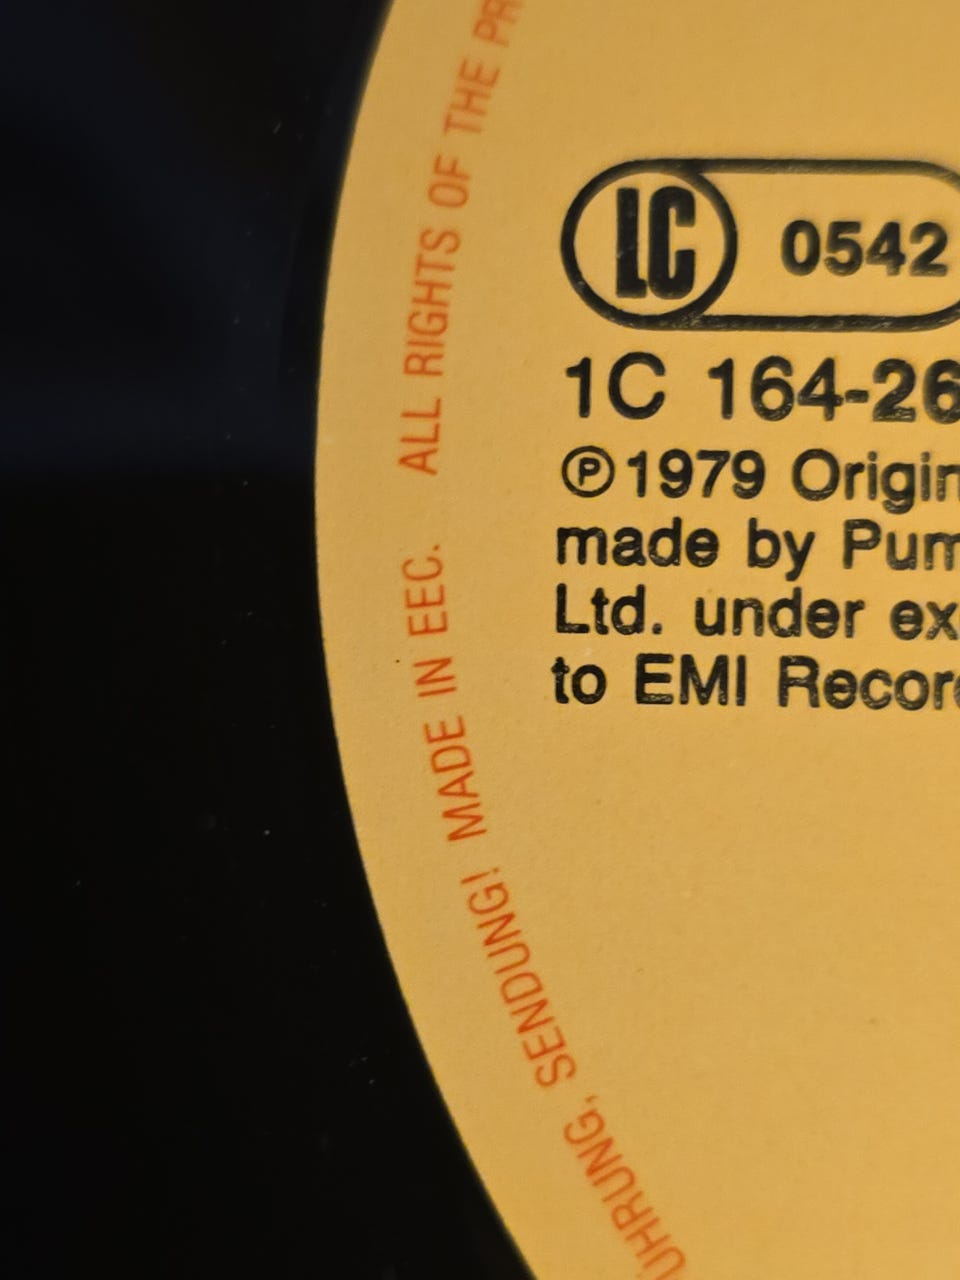 LC 0542
1C 164-26
℗1979 Origin
made by Pum
Ltd. under ex
to EMI Recor
UHRUNG, SENDUNG! MADE IN EEC. ALL RIGHTS OF THE PR